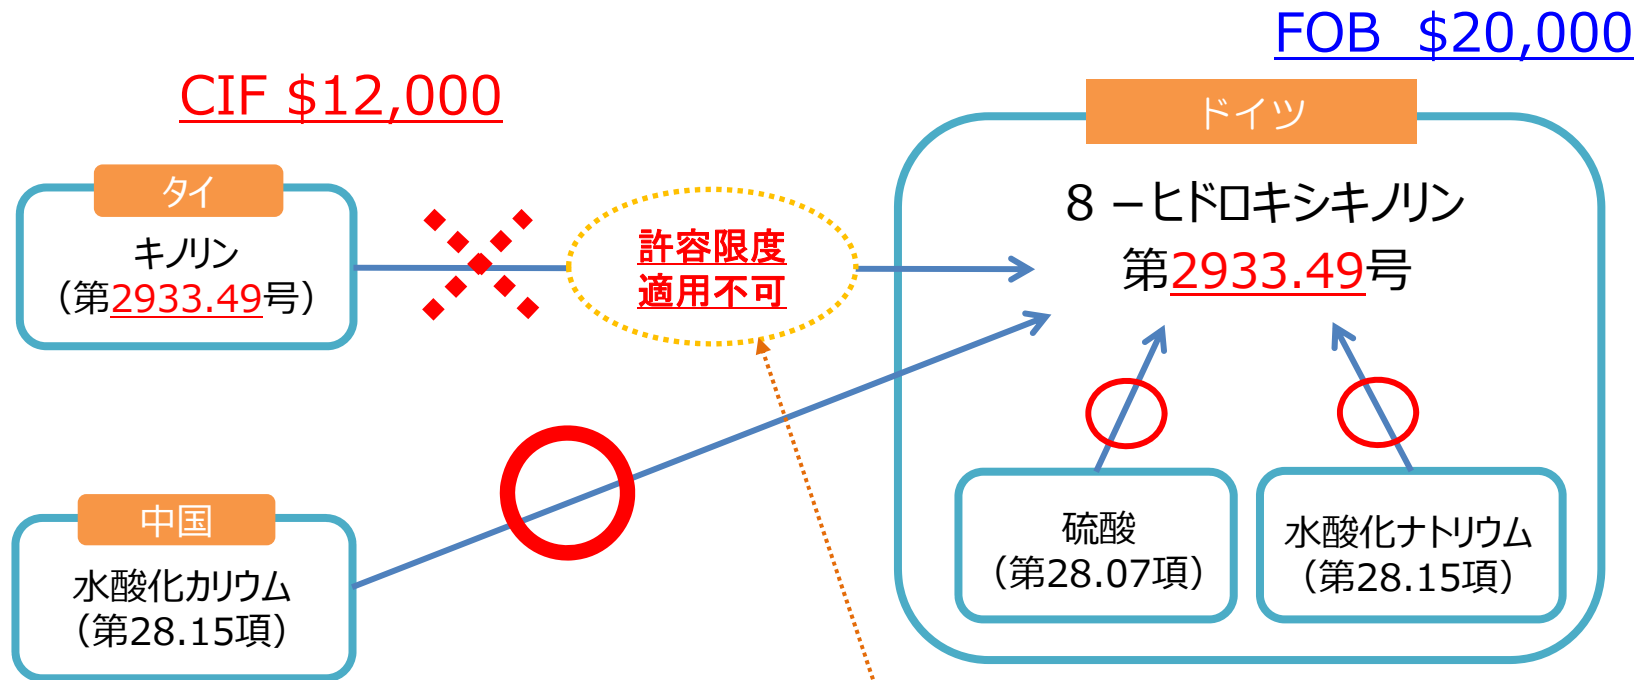 FOB $20,000
CIF $12,000
ドイツ
タイ
キノリン
（第2933.49号）
許容限度
適用不可
８－ヒドロキシキノリン
第2933.49号
中国
水酸化カリウム
（第28.15項）
硫酸
（第28.07項）
水酸化ナトリウム
（第28.15項）